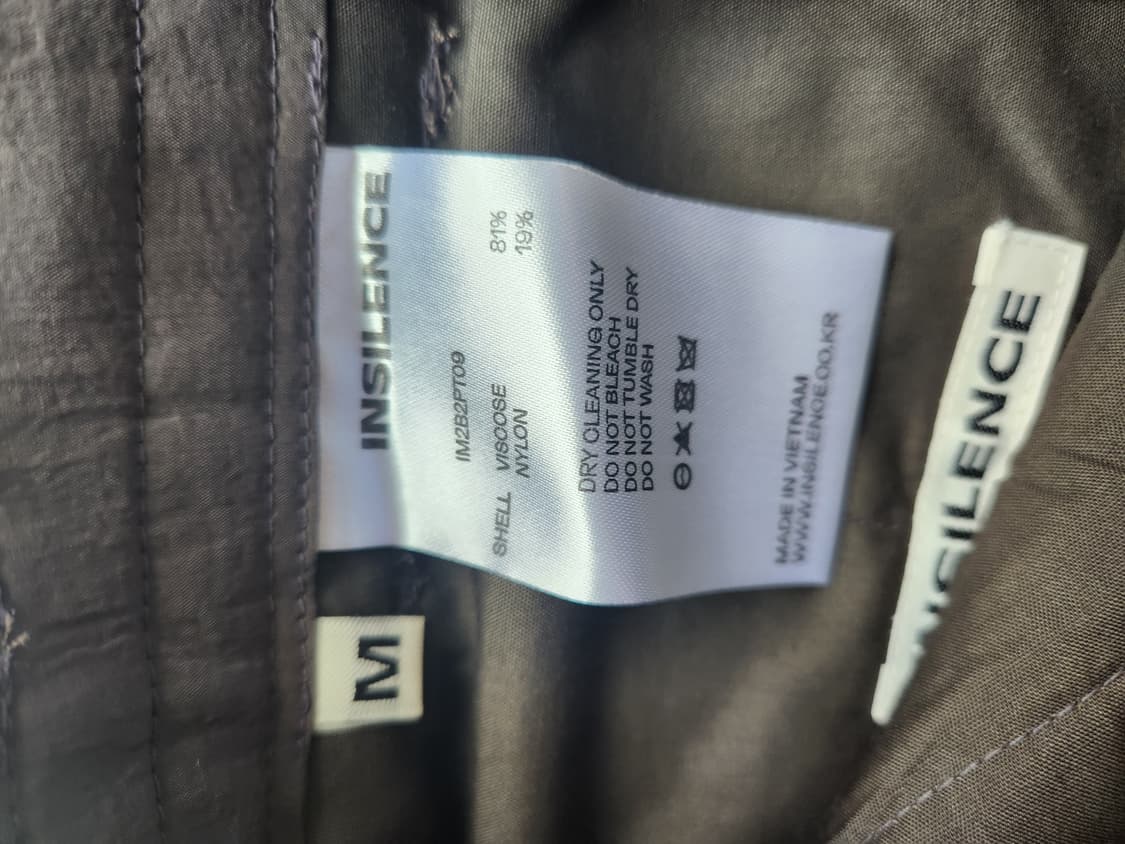 INSILENCE
IM2B2PT09
SHELL VISCOSE 81%
NYLON 19%
DRY CLEANING ONLY
DO NOT BLEACH
DO NOT TUMBLE DRY
DO NOT WASH
MADE IN VIETNAM
WWW.INSILENCE.CO.KR
M
INSILENCE